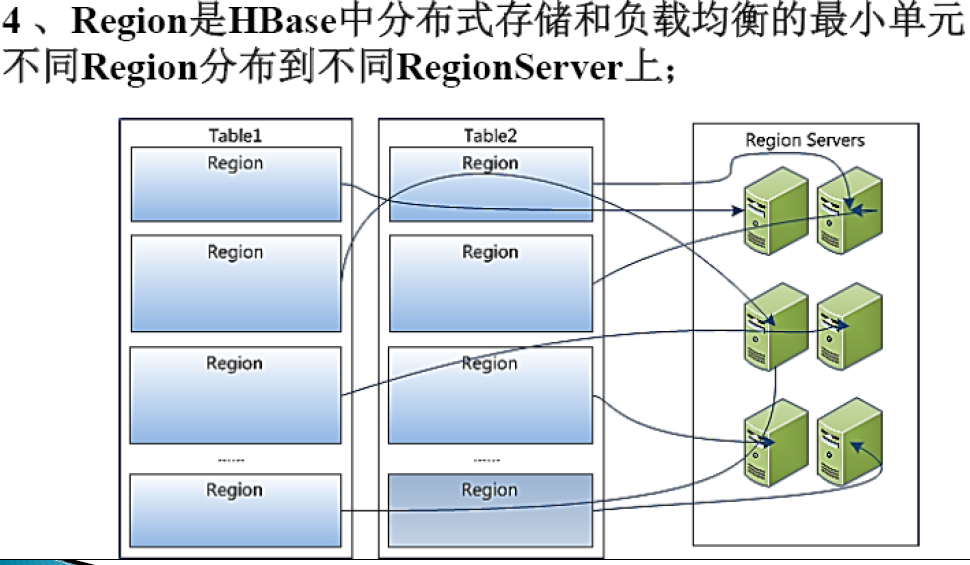 4 、Region是HBase中分布式存储和负载均衡的最小单元
不同Region分布到不同RegionServer上；
Table1
Region
Region
Region
......
Region
Table2
Region
Region
Region
......
Region
Region Servers